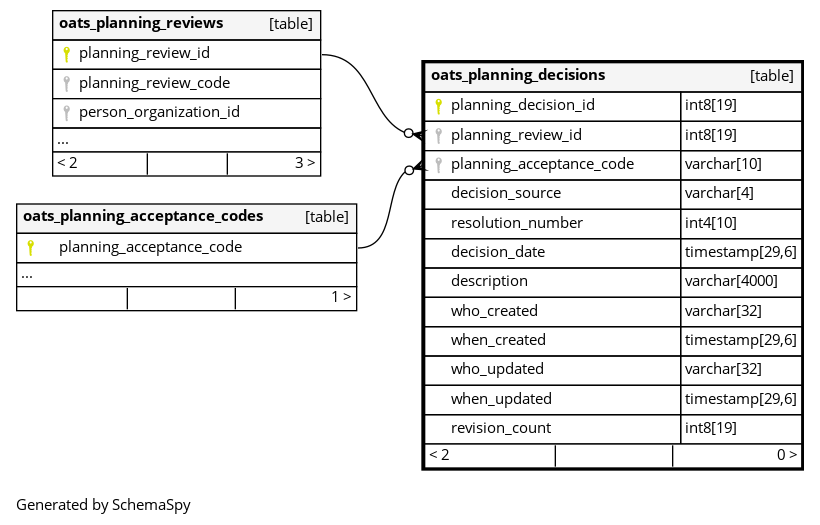 oats_planning_reviews [table]
planning_review_id
planning_review_code
person_organization_id
...
< 2 3 >
oats_planning_acceptance_codes [table]
planning_acceptance_code
...
1 >
oats_planning_decisions [table]
planning_decision_id int8[19]
planning_review_id int8[19]
planning_acceptance_code varchar[10]
decision_source varchar[4]
resolution_number int4[10]
decision_date timestamp[29,6]
description varchar[4000]
who_created varchar[32]
when_created timestamp[29,6]
who_updated varchar[32]
when_updated timestamp[29,6]
revision_count int8[19]
< 2 0 >
Generated by SchemaSpy